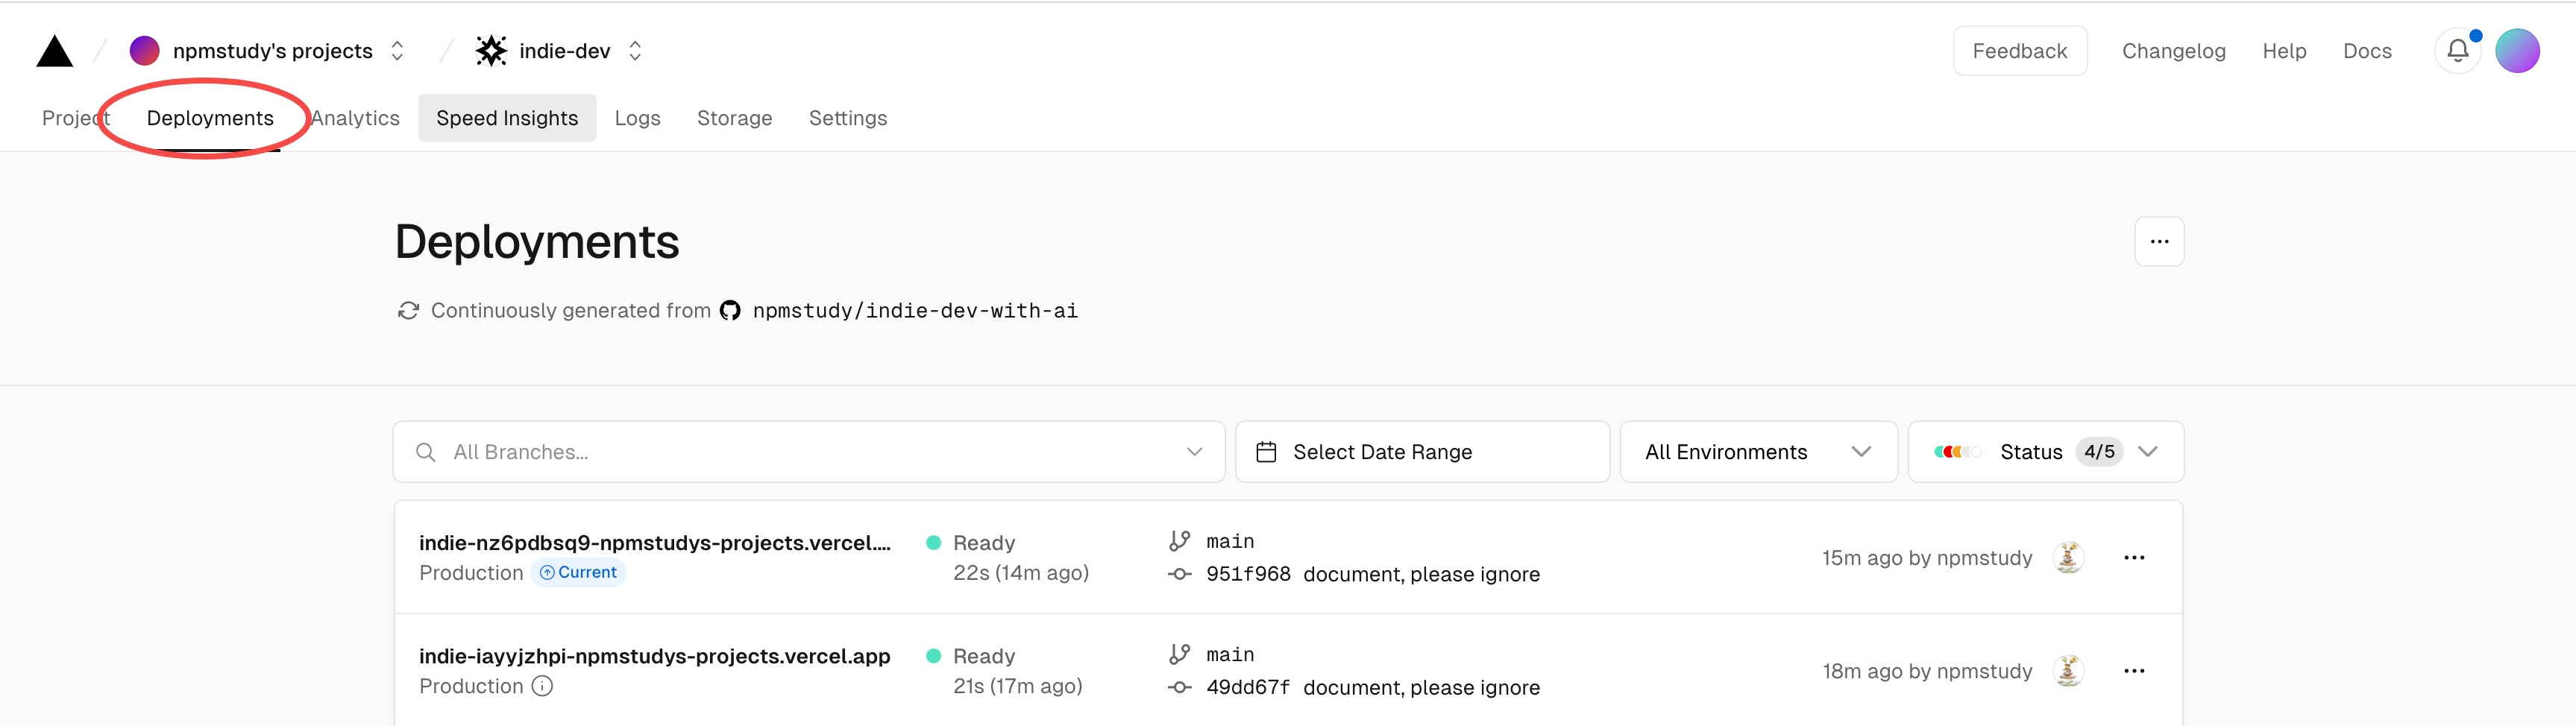 npmstudy's projects
indie-dev
Feedback
Changelog
Help
Docs
Project
Deployments
Analytics
Speed Insights
Logs
Storage
Settings
Deployments
Continuously generated from npmstudy/indie-dev-with-ai
All Branches...
Select Date Range
All Environments
Status 4/5
indie-nz6pdbsq9-npmstudys-projects.vercel....
Production Current
Ready
22s (14m ago)
main
951f968 document, please ignore
15m ago by npmstudy
indie-iayyjzhpi-npmstudys-projects.vercel.app
Production
Ready
21s (17m ago)
main
49dd67f document, please ignore
18m ago by npmstudy